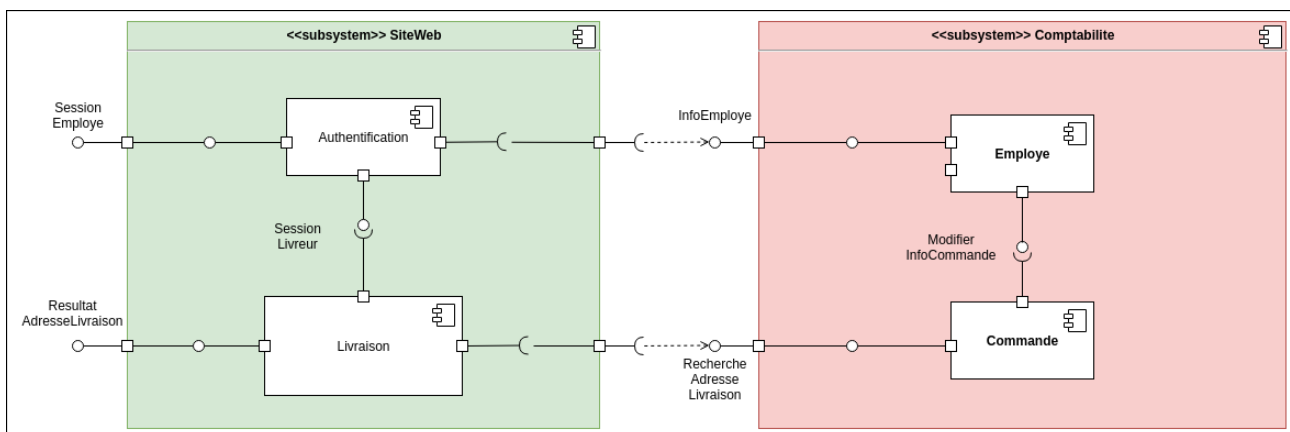 <<subsystem>> SiteWeb
<<subsystem>> Comptabilite
Session
Employe
Authentification
InfoEmploye
Employe
Session
Livreur
Modifier
InfoCommande
Resultat
AdresseLivraison
Livraison
Recherche
Adresse
Livraison
Commande